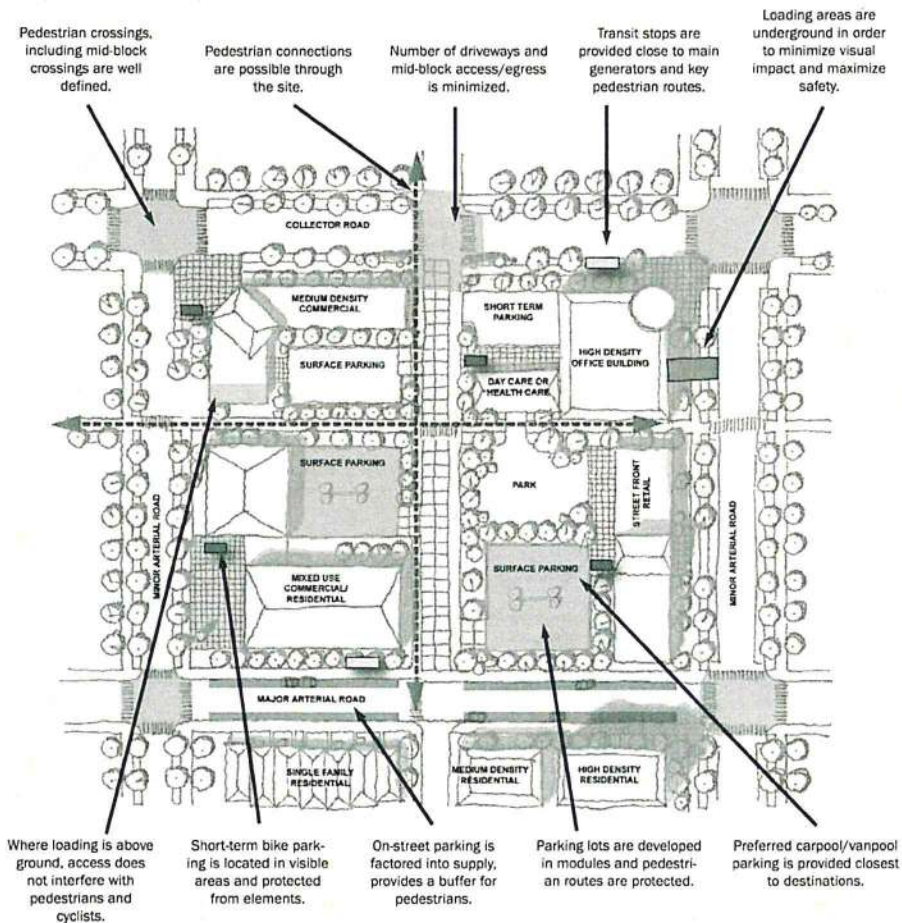 Pedestrian crossings,
including mid-block
crossings are well
defined.
Pedestrian connections
are possible through
the site.
Number of driveways and
mid-block access/egress
is minimized.
Transit stops are
provided close to main
generators and key
pedestrian routes.
Loading areas are
underground in order
to minimize visual
impact and maximize
safety.
COLLECTOR ROAD
MEDIUM DENSITY
COMMERCIAL
SHORT TERM
PARKING
SURFACE PARKING
HIGH DENSITY
OFFICE BUILDING
DAY CARE OR
HEALTH CARE
SURFACE PARKING
PARK
STREET FRONT
RETAIL
MINOR ARTERIAL ROAD
MINOR ARTERIAL ROAD
SURFACE PARKING
MIXED USE
COMMERCIAL/
RESIDENTIAL
MAJOR ARTERIAL ROAD
SINGLE FAMILY
RESIDENTIAL
MEDIUM DENSITY
RESIDENTIAL
HIGH DENSITY
RESIDENTIAL
Where loading is above
ground, access does
not interfere with
pedestrians and
cyclists.
Short-term bike park-
ing is located in visible
areas and protected
from elements.
On-street parking is
factored into supply,
provides a buffer for
pedestrians.
Parking lots are developed
in modules and pedestri-
an routes are protected.
Preferred carpool/vanpool
parking is provided closest
to destinations.